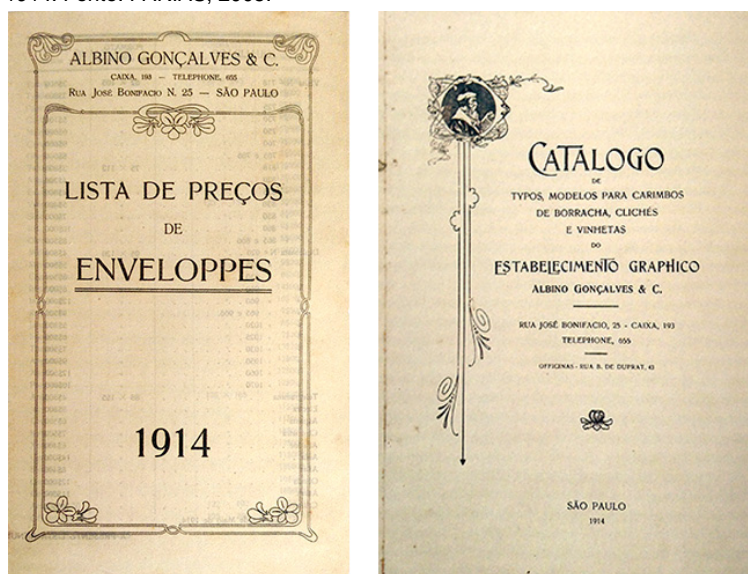 ALBINO GONÇALVES & C.
CAIXA, 193 — TELEPHONE, 655
RUA JOSÉ BONIFACIO N. 25 — SÃO PAULO
LISTA DE PREÇOS
DE
ENVELOPPES
1914
CATALOGO
DE
TYPOS, MODELOS PARA CARIMBOS
DE BORRACHA, CLICHÉS
E VINHETAS
DO
ESTABELECIMENTO GRAPHICO
ALBINO GONÇALVES & C.
RUA JOSÉ BONIFACIO, 25 - CAIXA, 193
TELEPHONE, 655
OFFICINAS - RUA B. DE DUPRAT, 41
SÃO PAULO
1914